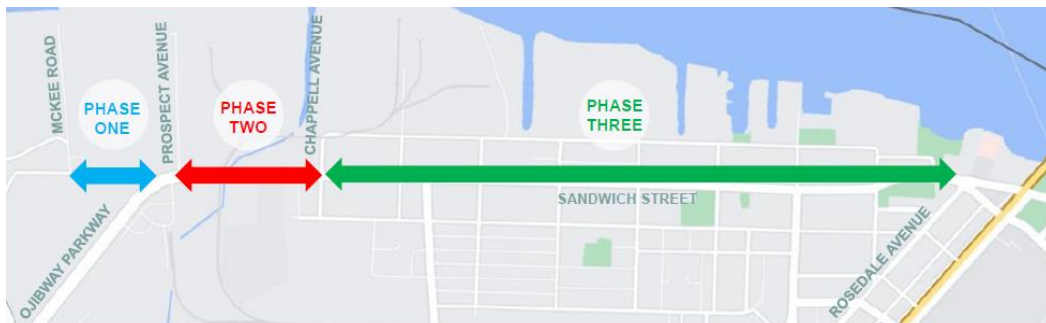 MCKEE ROAD
PHASE
ONE
PROSPECT AVENUE
PHASE
TWO
CHAPPELL AVENUE
PHASE
THREE
SANDWICH STREET
OJIBWAY PARKWAY
ROSEDALE AVENUE